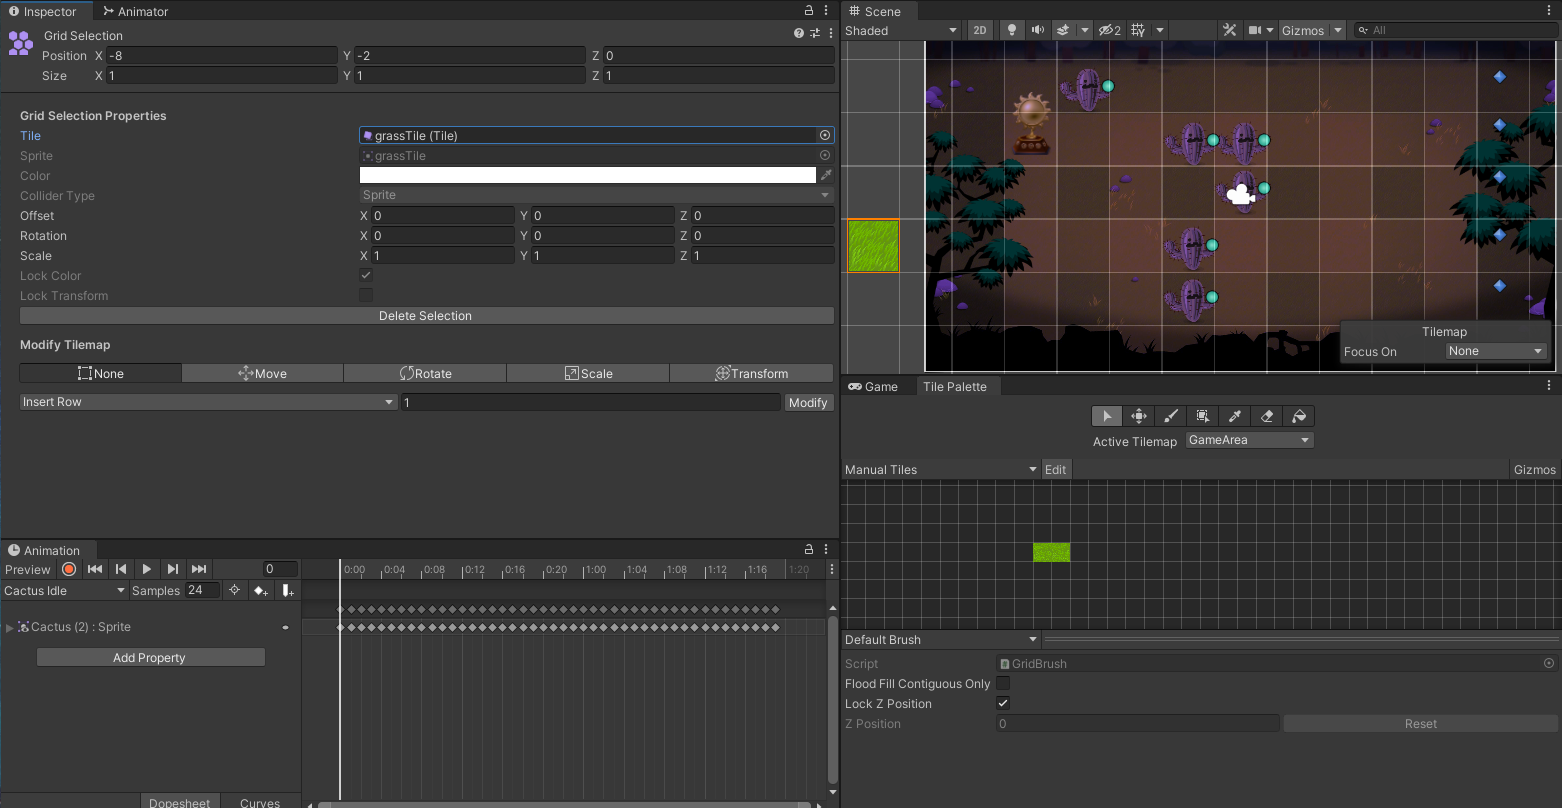 Inspector
Animator
Grid Selection
Position X -8 Y -2 Z 0
Size X 1 Y 1 Z 1
Grid Selection Properties
Tile grassTile (Tile)
Sprite grassTile
Color
Collider Type Sprite
Offset X 0 Y 0 Z 0
Rotation X 0 Y 0 Z 0
Scale X 1 Y 1 Z 1
Lock Color
Lock Transform
Delete Selection
Modify Tilemap
None Move Rotate Scale Transform
Insert Row 1 Modify
Animation
Preview 0
0:00 0:04 0:08 0:12 0:16 0:20 1:00 1:04 1:08 1:12 1:16 1:20
Cactus Idle Samples 24
Cactus (2) : Sprite
Add Property
Dopesheet Curves
Scene
Shaded 2D 2 Gizmos All
Tilemap
Focus On None
Game Tile Palette
Active Tilemap GameArea
Manual Tiles Edit Gizmos
Default Brush
Script GridBrush
Flood Fill Contiguous Only
Lock Z Position
Z Position 0 Reset